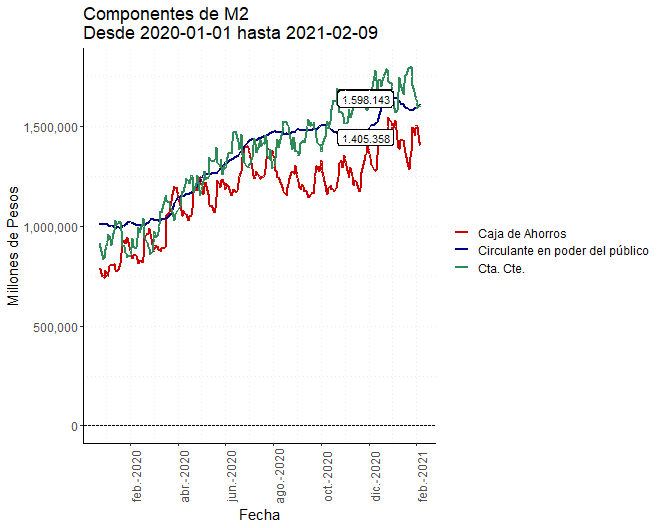 Componentes de M2
Desde 2020-01-01 hasta 2021-02-09
Millones de Pesos
1,500,000
1,000,000
500,000
0
1.598.143
1.405.358
feb.-2020
abr.-2020
jun.-2020
ago.-2020
oct.-2020
dic.-2020
feb.-2021
Fecha
Caja de Ahorros
Circulante en poder del público
Cta. Cte.